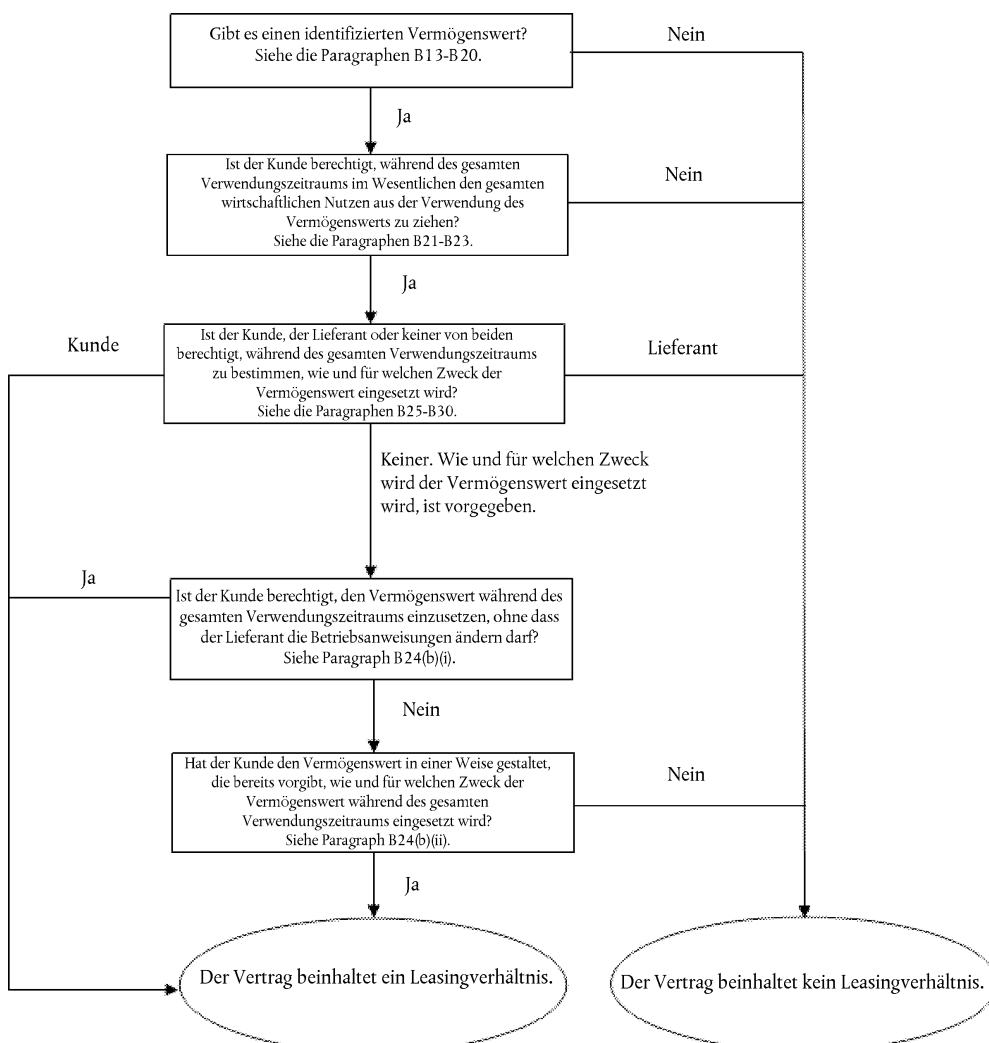 Gibt es einen identifizierten Vermögenswert?
Siehe die Paragraphen B13-B20.
Nein
Ja
Ist der Kunde berechtigt, während des gesamten
Verwendungszeitraums im Wesentlichen den gesamten
wirtschaftlichen Nutzen aus der Verwendung des
Vermögenswerts zu ziehen?
Siehe die Paragraphen B21-B23.
Nein
Ja
Kunde
Ist der Kunde, der Lieferant oder keiner von beiden
berechtigt, während des gesamten Verwendungszeitraums
zu bestimmen, wie und für welchen Zweck der
Vermögenswert eingesetzt wird?
Siehe die Paragraphen B25-B30.
Lieferant
Keiner. Wie und für welchen Zweck
wird der Vermögenswert eingesetzt
wird, ist vorgegeben.
Ja
Ist der Kunde berechtigt, den Vermögenswert während des
gesamten Verwendungszeitraums einzusetzen, ohne dass
der Lieferant die Betriebsanweisungen ändern darf?
Siehe Paragraph B24(b)(i).
Nein
Hat der Kunde den Vermögenswert in einer Weise gestaltet,
die bereits vorgibt, wie und für welchen Zweck der
Vermögenswert während des gesamten
Verwendungszeitraums eingesetzt wird?
Siehe Paragraph B24(b)(ii).
Nein
Ja
Der Vertrag beinhaltet ein Leasingverhältnis.
Der Vertrag beinhaltet kein Leasingverhältnis.